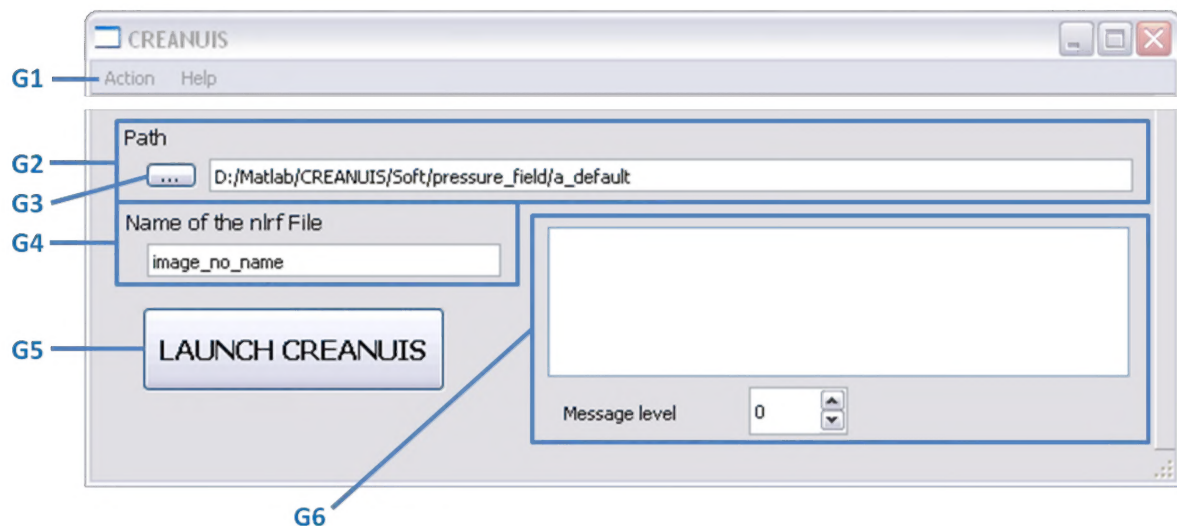 CREANUIS
G1
Action Help
G2
Path
G3
... D:/Matlab/CREANUIS/Soft/pressure_field/a_default
G4
Name of the nlrf File
image_no_name
G5
LAUNCH CREANUIS
Message level 0
G6